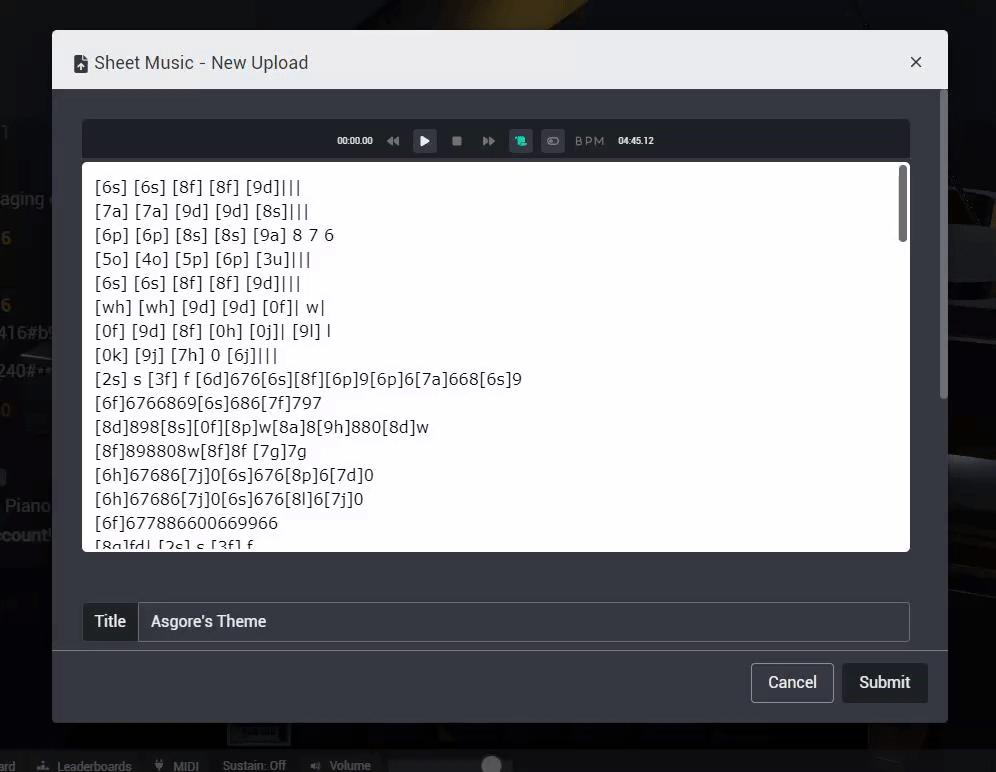 Sheet Music - New Upload
00:00.00 BPM 04:45.12
[6s] [6s] [8f] [8f] [9d]|||
[7a] [7a] [9d] [9d] [8s]|||
[6p] [6p] [8s] [8s] [9a] 8 7 6
[5o] [4o] [5p] [6p] [3u]|||
[6s] [6s] [8f] [8f] [9d]|||
[wh] [wh] [9d] [9d] [0f]| w|
[0f] [9d] [8f] [0h] [0j]| [9l] l
[0k] [9j] [7h] 0 [6j]|||
[2s] s [3f] f [6d]676[6s][8f][6p]9[6p]6[7a]668[6s]9
[6f]6766869[6s]686[7f]797
[8d]898[8s][0f][8p]w[8a]8[9h]880[8d]w
[8f]898808w[8f]8f [7g]7g
[6h]67686[7j]0[6s]676[8p]6[7d]0
[6h]67686[7j]0[6s]676[8l]6[7j]0
[6f]677886600669966
[8g]fd| [2s] s [3f] f
Title Asgore's Theme
Cancel Submit
1
aging
6
6
416#b
240#**
0
Piano
ccount!
ard Leaderboards MIDI Sustain: Off Volume